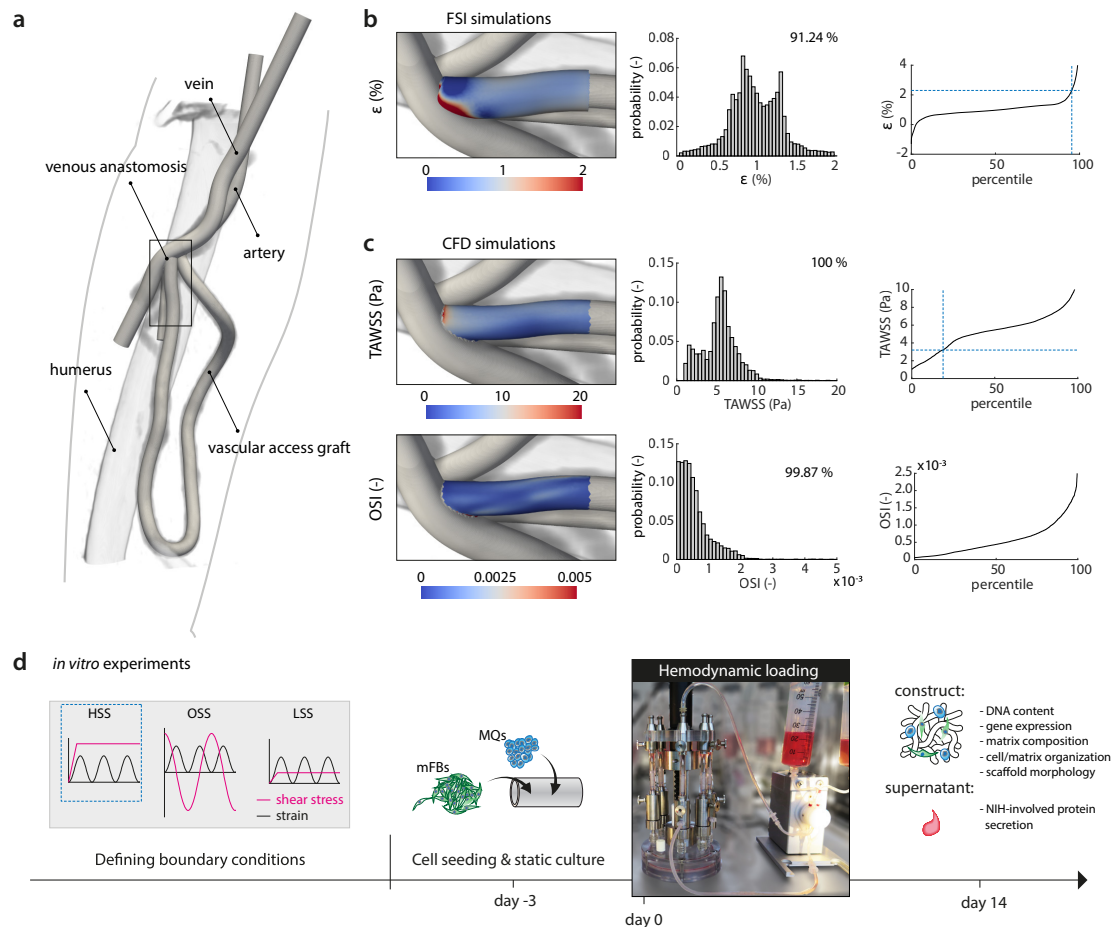 a
vein
venous anastomosis
artery
humerus
vascular access graft
b
FSI simulations
ε (%)
0
1
2
91.24 %
probability (-)
0.08
0.06
0.04
0.02
0
0
0.5
1.0
1.5
2
ε (%)
ε (%)
4
2
0
-2
0
50
100
percentile
c
CFD simulations
TAWSS (Pa)
0
20
100 %
probability (-)
0.15
0.10
0.05
0
0
5
10
15
20
TAWSS (Pa)
TAWSS (Pa)
10
8
6
4
2
0
0
50
100
percentile
OSI (-)
0
0.0025
0.005
99.87 %
probability (-)
0.15
0.10
0.05
0
0
1
2
3
4
5
OSI (-)
x10⁻³
x10⁻³
OSI (-)
2.5
2.0
1.5
1.0
0.5
0
0
50
100
percentile
d
in vitro experiments
HSS
OSS
LSS
shear stress
strain
mFBs
MQs
Hemodynamic loading
construct:
- DNA content
- gene expression
- matrix composition
- cell/matrix organization
- scaffold morphology
supernatant:
- NIH-involved protein
secretion
Defining boundary conditions
Cell seeding & static culture
day -3
day 0
day 14